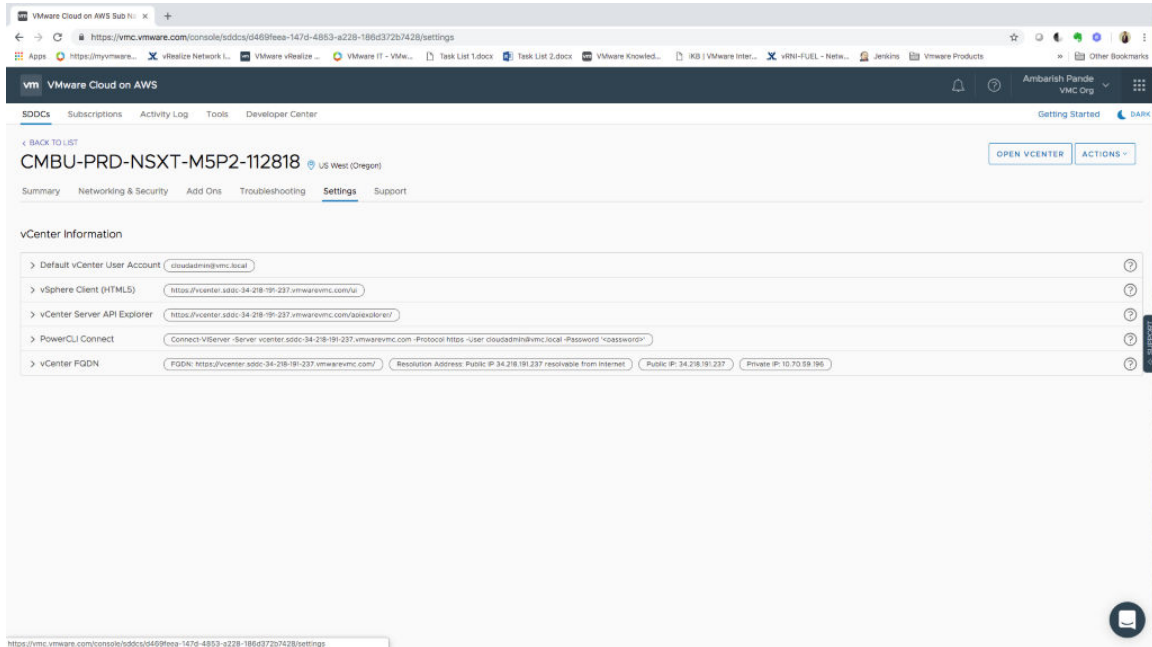 VMware Cloud on AWS Sub Na
https://vmc.vmware.com/console/sddcs/d469feea-147d-4853-a228-186d372b7428/settings
Apps https://myvmware... vRealize Network I... VMware vRealize ... VMware IT - VMw... Task List 1.docx Task List 2.docx VMware Knowled... iKB | VMware Inter... vRNI-FUEL - Netw... Jenkins Vmware Products » Other Bookmarks
vm VMware Cloud on AWS
Ambarish Pande
VMC Org
SDDCs Subscriptions Activity Log Tools Developer Center Getting Started DARK
< BACK TO LIST
CMBU-PRD-NSXT-M5P2-112818 US West (Oregon)
OPEN VCENTER ACTIONS
Summary Networking & Security Add Ons Troubleshooting Settings Support
vCenter Information
> Default vCenter User Account cloudadmin@vmc.local
> vSphere Client (HTML5) https://vcenter.sddc-34-218-191-237.vmwarevmc.com/ui
> vCenter Server API Explorer https://vcenter.sddc-34-218-191-237.vmwarevmc.com/apiexplorer/
> PowerCLI Connect Connect-VIServer -Server vcenter.sddc-34-218-191-237.vmwarevmc.com -Protocol https -User cloudadmin@vmc.local -Password '<password>'
> vCenter FQDN FQDN: https://vcenter.sddc-34-218-191-237.vmwarevmc.com/ Resolution Address: Public IP 34.218.191.237 resolvable from internet Public IP: 34.218.191.237 Private IP: 10.70.59.196
SUPPORT
https://vmc.vmware.com/console/sddcs/d469feea-147d-4853-a228-186d372b7428/settings